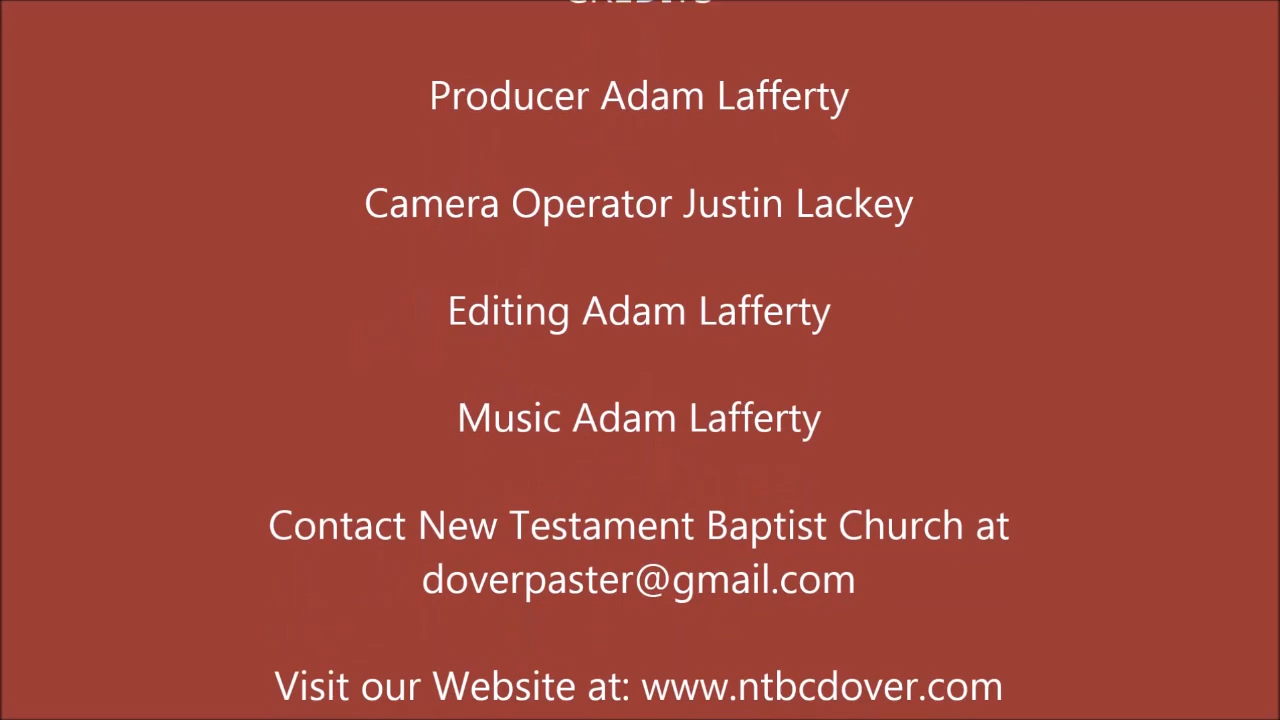 CREDITS
Producer Adam Lafferty
Camera Operator Justin Lackey
Editing Adam Lafferty
Music Adam Lafferty
Contact New Testament Baptist Church at
doverpaster@gmail.com
Visit our Website at: www.ntbcdover.com